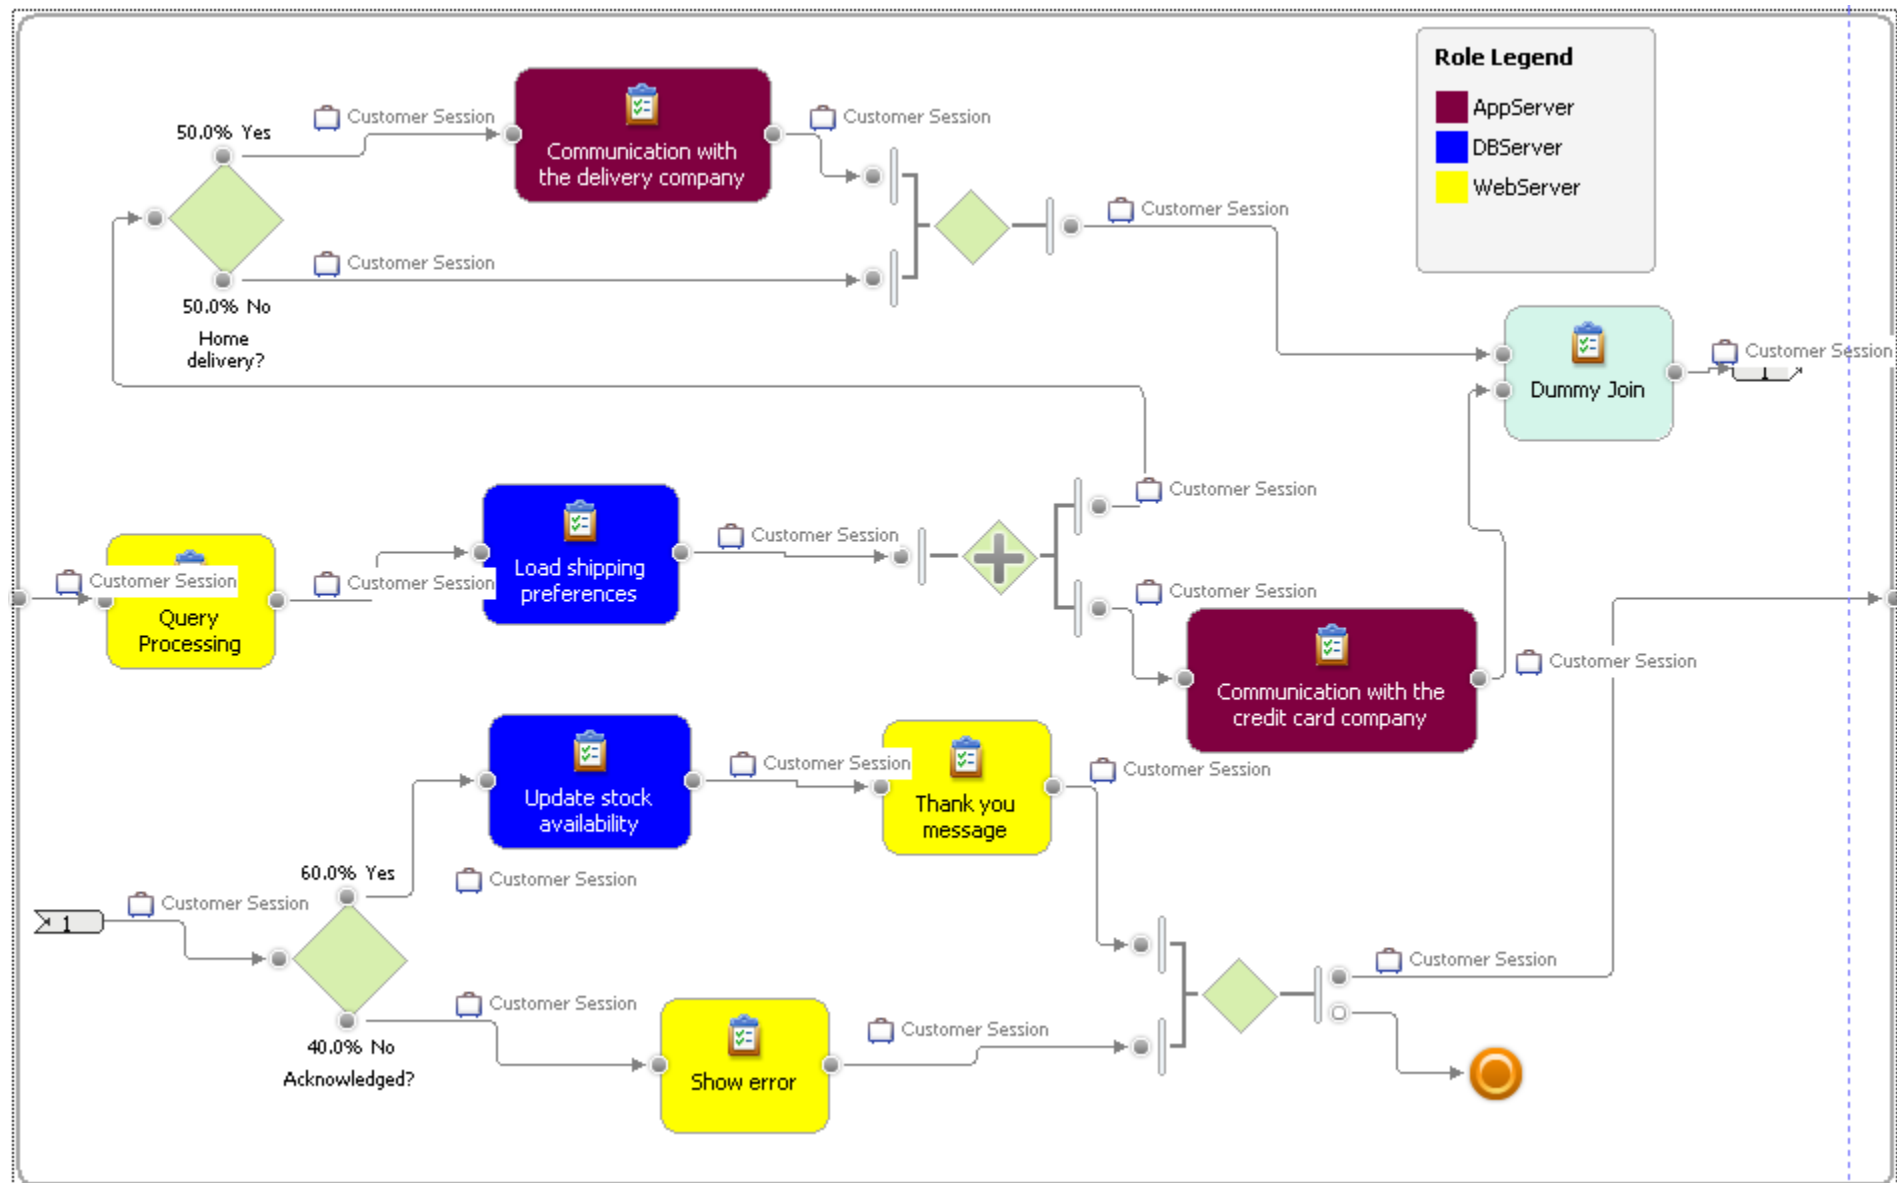 Role Legend
AppServer
DBServer
WebServer
50.0% Yes
Customer Session
Communication with
the delivery company
Customer Session
Customer Session
Customer Session
50.0% No
Home
delivery?
Dummy Join
Customer Session
1
Customer Session
Query
Processing
Customer Session
Load shipping
preferences
Customer Session
Customer Session
Customer Session
Communication with the
credit card company
Customer Session
Update stock
availability
Customer Session
Thank you
message
Customer Session
60.0% Yes
Customer Session
1
Customer Session
40.0% No
Acknowledged?
Customer Session
Show error
Customer Session
Customer Session